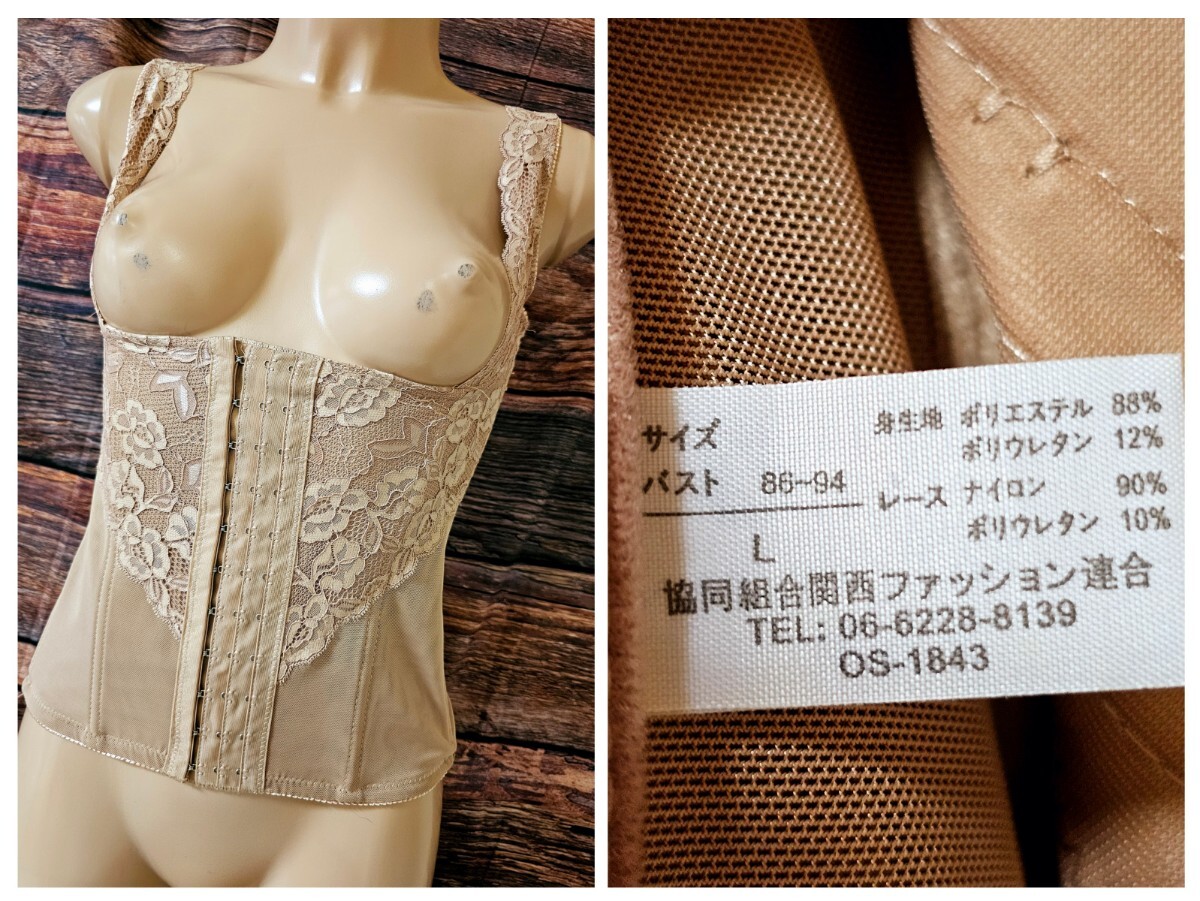 サイズ
バスト 86~94
L
身生地 ポリエステル 88%
ポリウレタン 12%
レース ナイロン 90%
ポリウレタン 10%
協同組合関西ファッション連合
TEL: 06-6228-8139
OS-1843